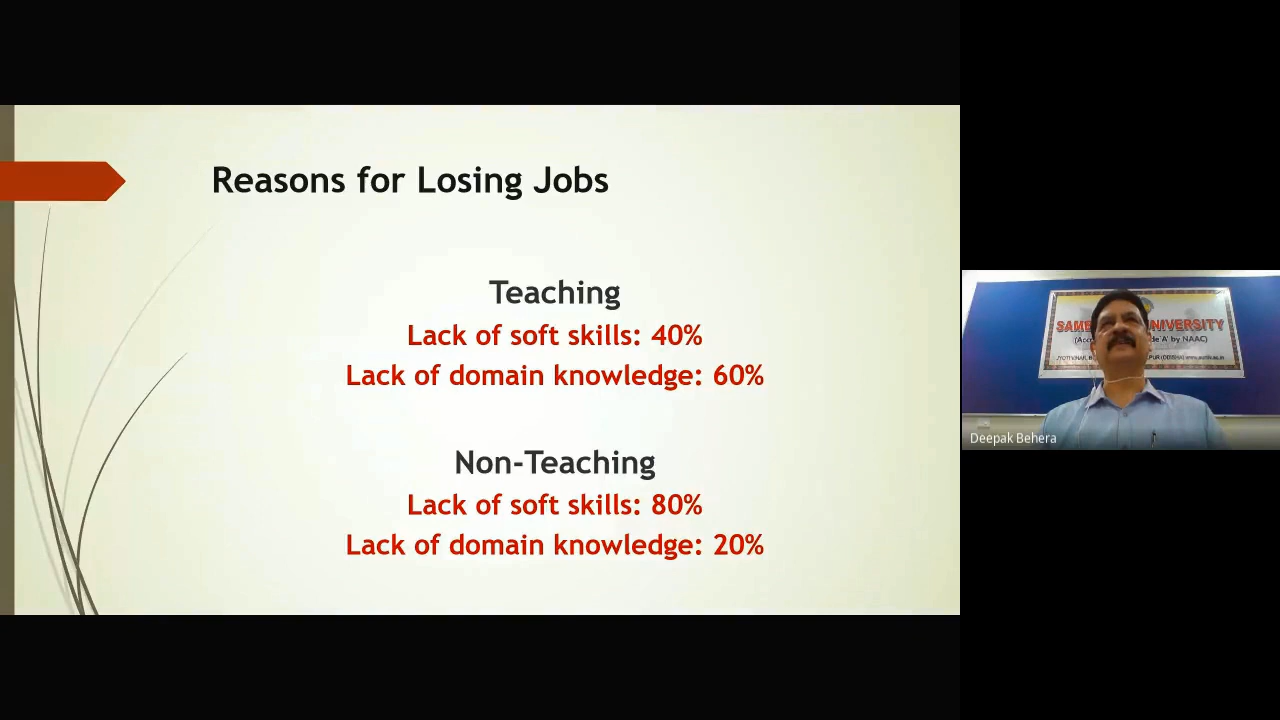 Reasons for Losing Jobs
Teaching
Lack of soft skills: 40%
Lack of domain knowledge: 60%
Non-Teaching
Lack of soft skills: 80%
Lack of domain knowledge: 20%
UNIVERSITY
by NAAC)
Deepak Behera